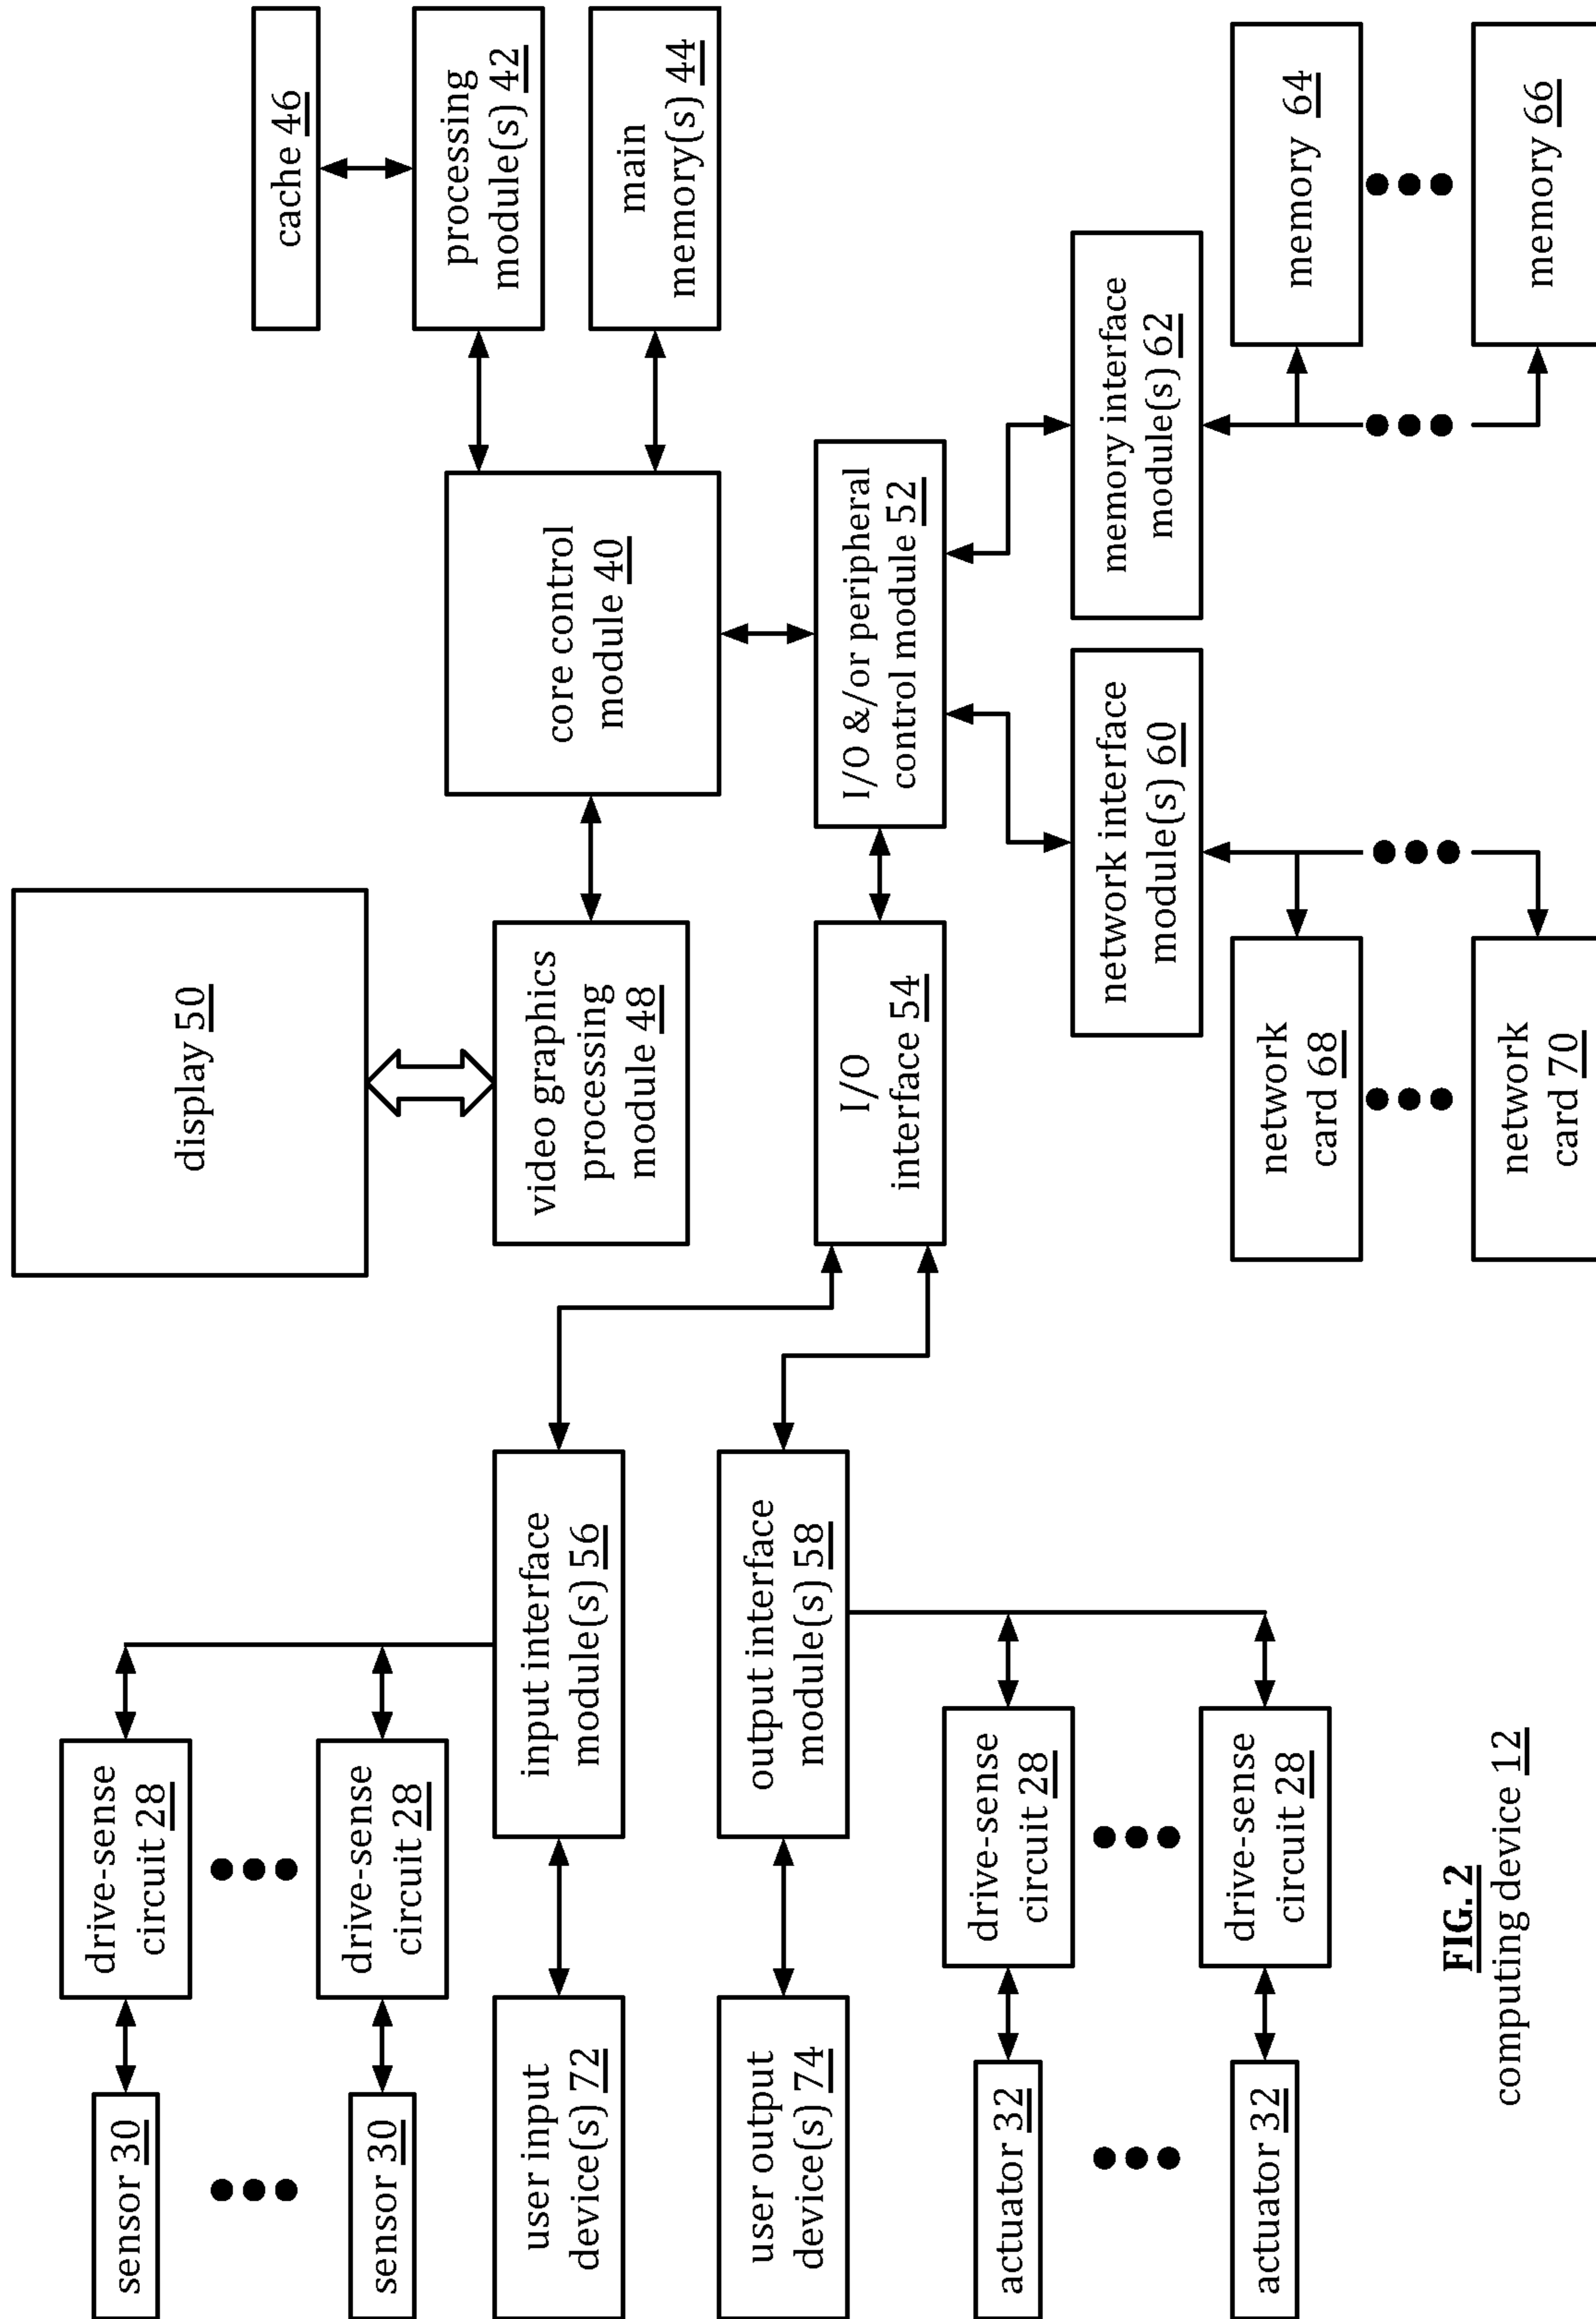 display 50
cache 46
processing
module(s) 42
main
memory(s) 44
core control
module 40
video graphics
processing
module 48
I/O &/or peripheral
control module 52
I/O
interface 54
memory interface
module(s) 62
network interface
module(s) 60
memory 64
memory 66
network
card 68
network
card 70
sensor 30
drive-sense
circuit 28
sensor 30
drive-sense
circuit 28
user input
device(s) 72
input interface
module(s) 56
user output
device(s) 74
output interface
module(s) 58
actuator 32
drive-sense
circuit 28
actuator 32
drive-sense
circuit 28
FIG. 2
computing device 12